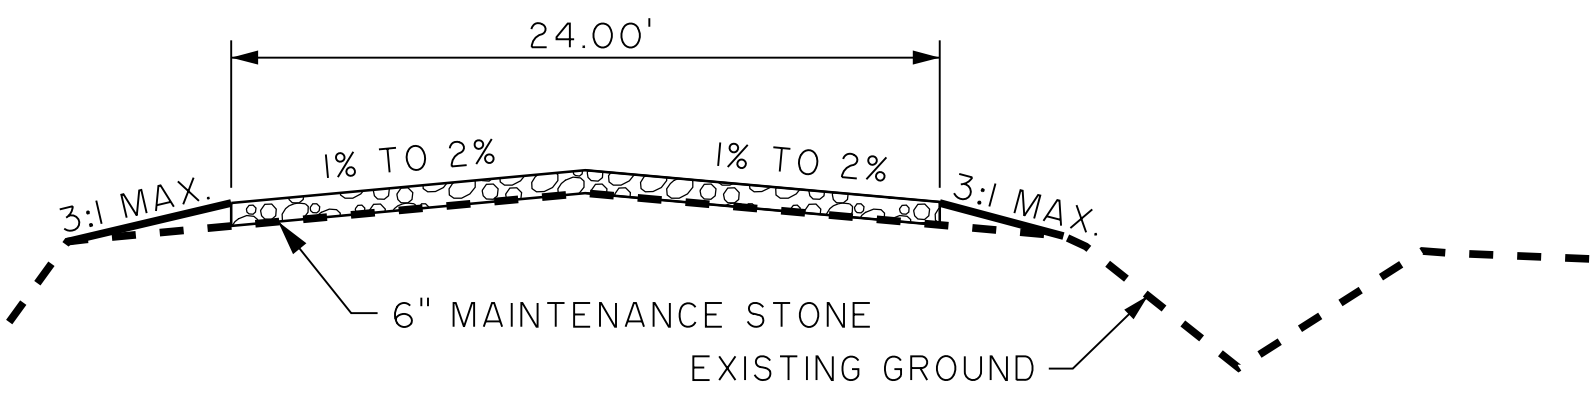 24.00'
1% TO 2%
1% TO 2%
3:1 MAX.
3:1 MAX.
6" MAINTENANCE STONE
EXISTING GROUND